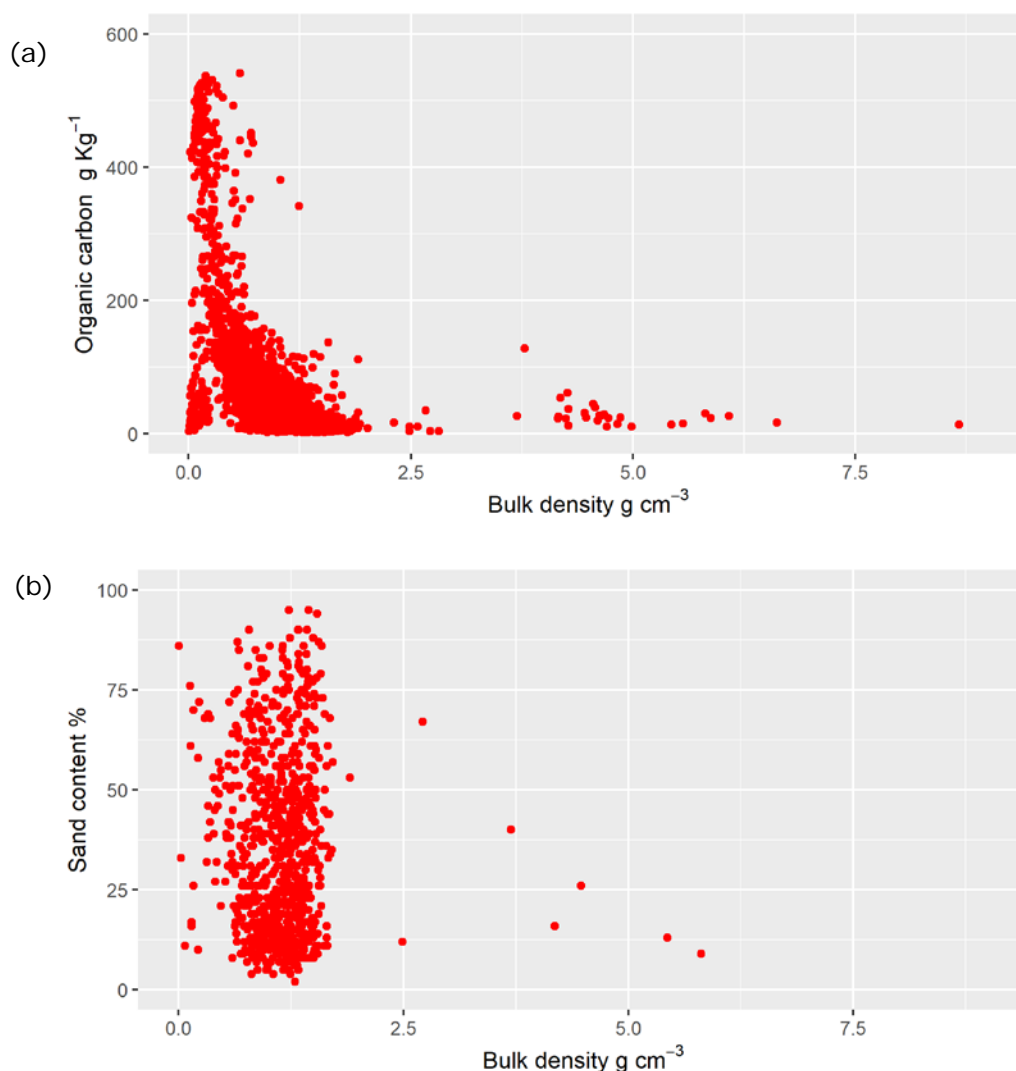 (a)
600
400
200
0
Organic carbon g Kg⁻¹
0.0 2.5 5.0 7.5
Bulk density g cm⁻³
(b)
100
75
50
25
0
Sand content %
0.0 2.5 5.0 7.5
Bulk density g cm⁻³